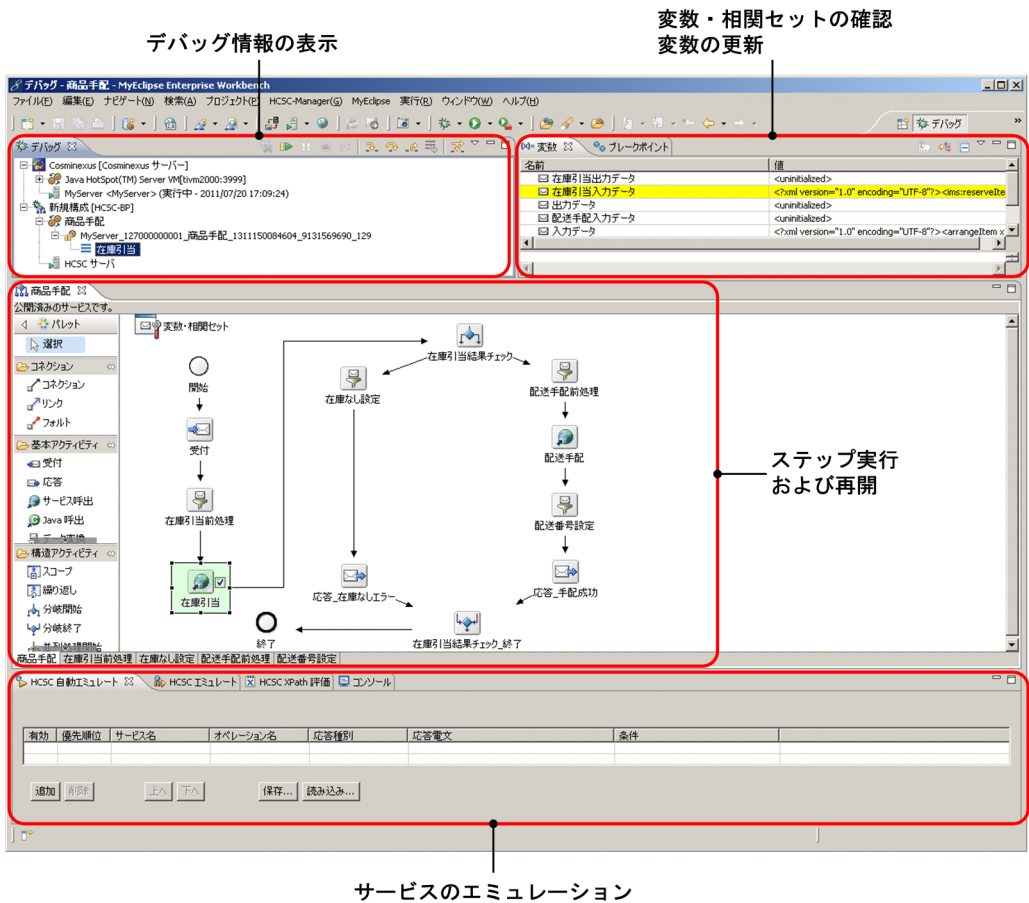 変数・相関セットの確認
変数の更新
デバッグ情報の表示
デバッグ - 商品手配 - MyEclipse Enterprise Workbench
ファイル(F) 編集(E) ナビゲート(N) 検索(A) プロジェクト(P) HCSC-Manager(G) MyEclipse 実行(R) ウィンドウ(W) ヘルプ(H)
デバッグ
デバッグ
Cosminexus [Cosminexus サーバー]
Java HotSpot(TM) Server VM[tivm2000:3999]
MyServer <MyServer> (実行中 - 2011/07/20 17:09:24)
新規構成 [HCSC-BP]
商品手配
MyServer_127000000001_商品手配_1311150084604_9131569690_129
在庫引当
HCSC サーバ
変数 ブレークポイント
名前 値
在庫引当出力データ <uninitialized>
在庫引当入力データ <?xml version="1.0" encoding="UTF-8"?><ims:reserveIte
出力データ <uninitialized>
配送手配入力データ <uninitialized>
入力データ <?xml version="1.0" encoding="UTF-8"?><arrangeItem x
商品手配
公開済みのサービスです。
パレット
選択
コネクション
コネクション
リンク
フォルト
基本アクティビティ
受付
応答
サービス呼出
Java 呼出
データ変換
構造アクティビティ
スコープ
繰り返し
分岐開始
分岐終了
並列処理開始
変数・相関セット
開始
受付
在庫引当前処理
在庫引当
在庫引当結果チェック
在庫なし設定
配送手配前処理
配送手配
配送番号設定
応答_在庫なしエラー
応答_手配成功
終了
在庫引当結果チェック_終了
ステップ実行
および再開
商品手配 在庫引当前処理 在庫なし設定 配送手配前処理 配送番号設定
HCSC 自動エミュレート HCSC エミュレート HCSC XPath 評価 コンソール
有効 優先順位 サービス名 オペレーション名 応答種別 応答電文 条件
追加 削除 上へ 下へ 保存... 読み込み...
サービスのエミュレーション